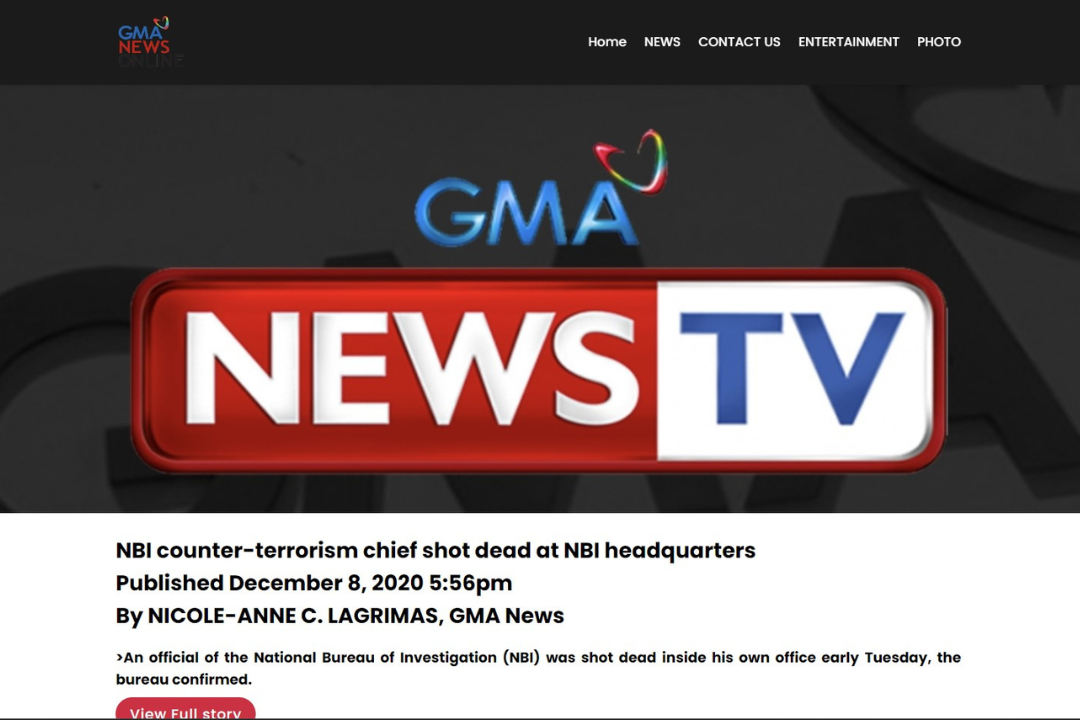 GMA
NEWS
ONLINE
Home NEWS CONTACT US ENTERTAINMENT PHOTO
GMA
NEWS TV
NBI counter-terrorism chief shot dead at NBI headquarters
Published December 8, 2020 5:56pm
By NICOLE-ANNE C. LAGRIMAS, GMA News
>An official of the National Bureau of Investigation (NBI) was shot dead inside his own office early Tuesday, the
bureau confirmed.
View Full story